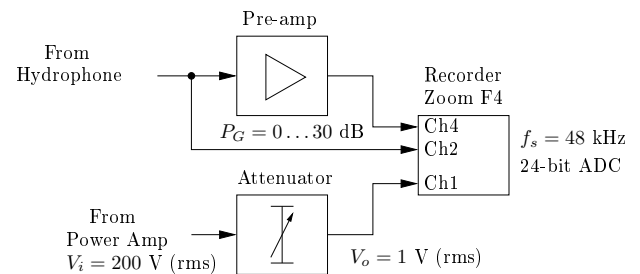 Pre-amp
From
Hydrophone
Recorder
Zoom F4
P_G = 0...30 dB
Ch4
Ch2
Ch1
f_s = 48 kHz
24-bit ADC
Attenuator
From
Power Amp
V_i = 200 V (rms)
V_o = 1 V (rms)